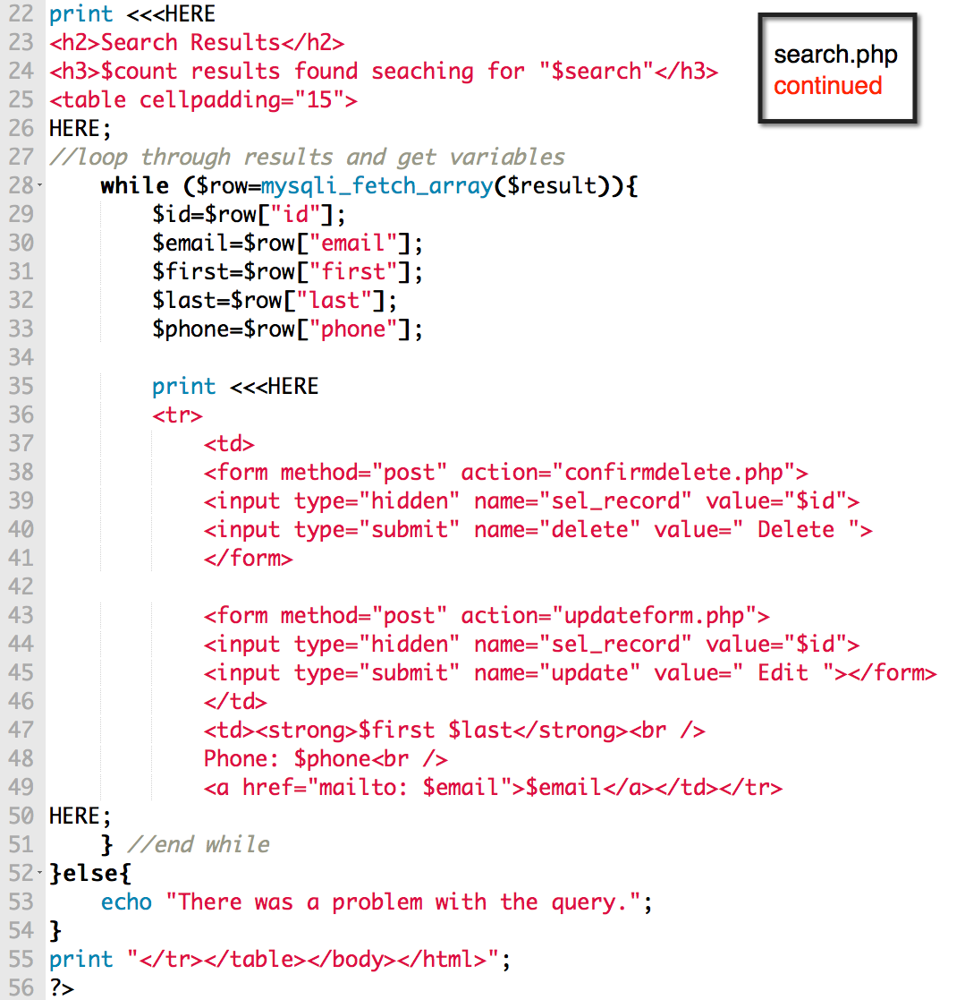 22 print <<<HERE
23 <h2>Search Results</h2>
24 <h3>$count results found seaching for "$search"</h3>
25 <table cellpadding="15">
26 HERE;
27 //loop through results and get variables
28 while ($row=mysqli_fetch_array($result)){
29 $id=$row["id"];
30 $email=$row["email"];
31 $first=$row["first"];
32 $last=$row["last"];
33 $phone=$row["phone"];
34
35 print <<<HERE
36 <tr>
37 <td>
38 <form method="post" action="confirmdelete.php">
39 <input type="hidden" name="sel_record" value="$id">
40 <input type="submit" name="delete" value=" Delete ">
41 </form>
42
43 <form method="post" action="updateform.php">
44 <input type="hidden" name="sel_record" value="$id">
45 <input type="submit" name="update" value=" Edit "></form>
46 </td>
47 <td><strong>$first $last</strong><br />
48 Phone: $phone<br />
49 <a href="mailto: $email">$email</a></td></tr>
50 HERE;
51 } //end while
52 }else{
53 echo "There was a problem with the query.";
54 }
55 print "</tr></table></body></html>";
56 ?>
search.php
continued